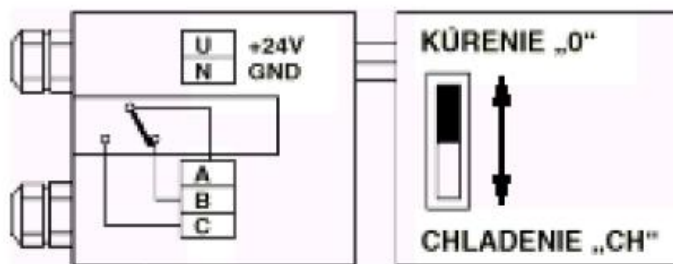 U +24V
N GND
A
B
C
KÚRENIE „0“
CHLADENIE „CH“